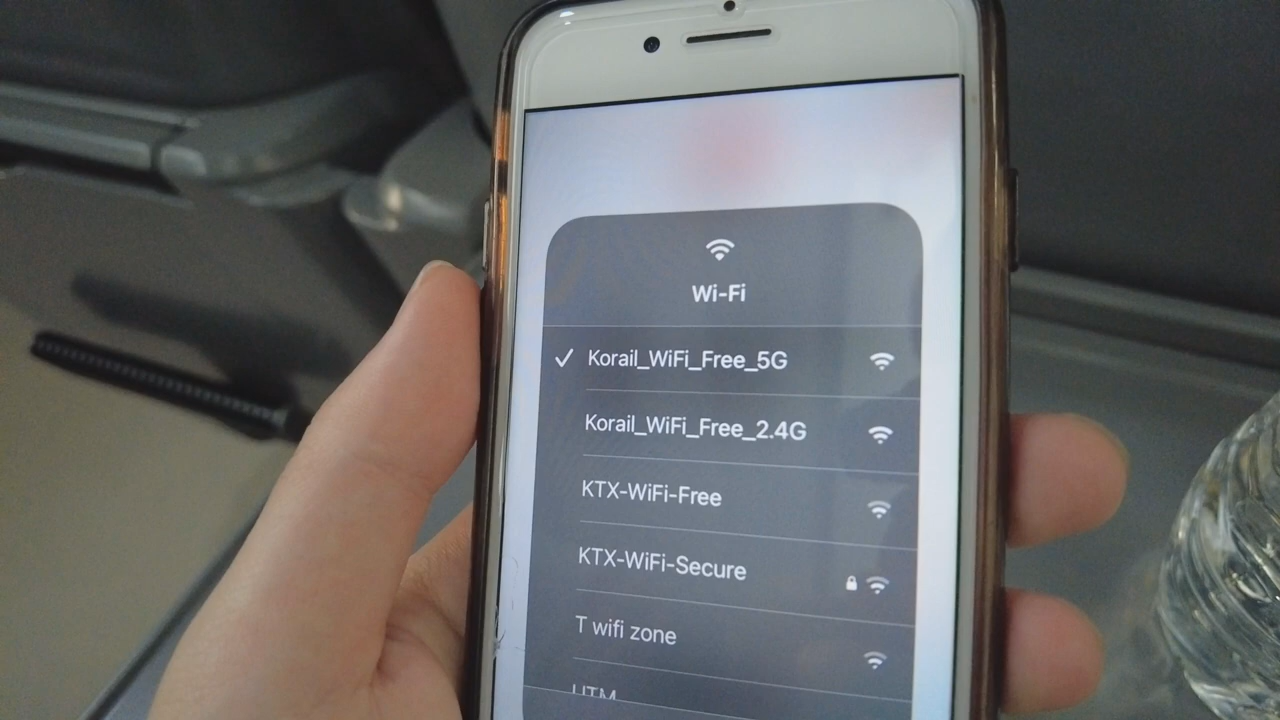 Wi-Fi
Korail_WiFi_Free_5G
Korail_WiFi_Free_2.4G
KTX-WiFi-Free
KTX-WiFi-Secure
T wifi zone